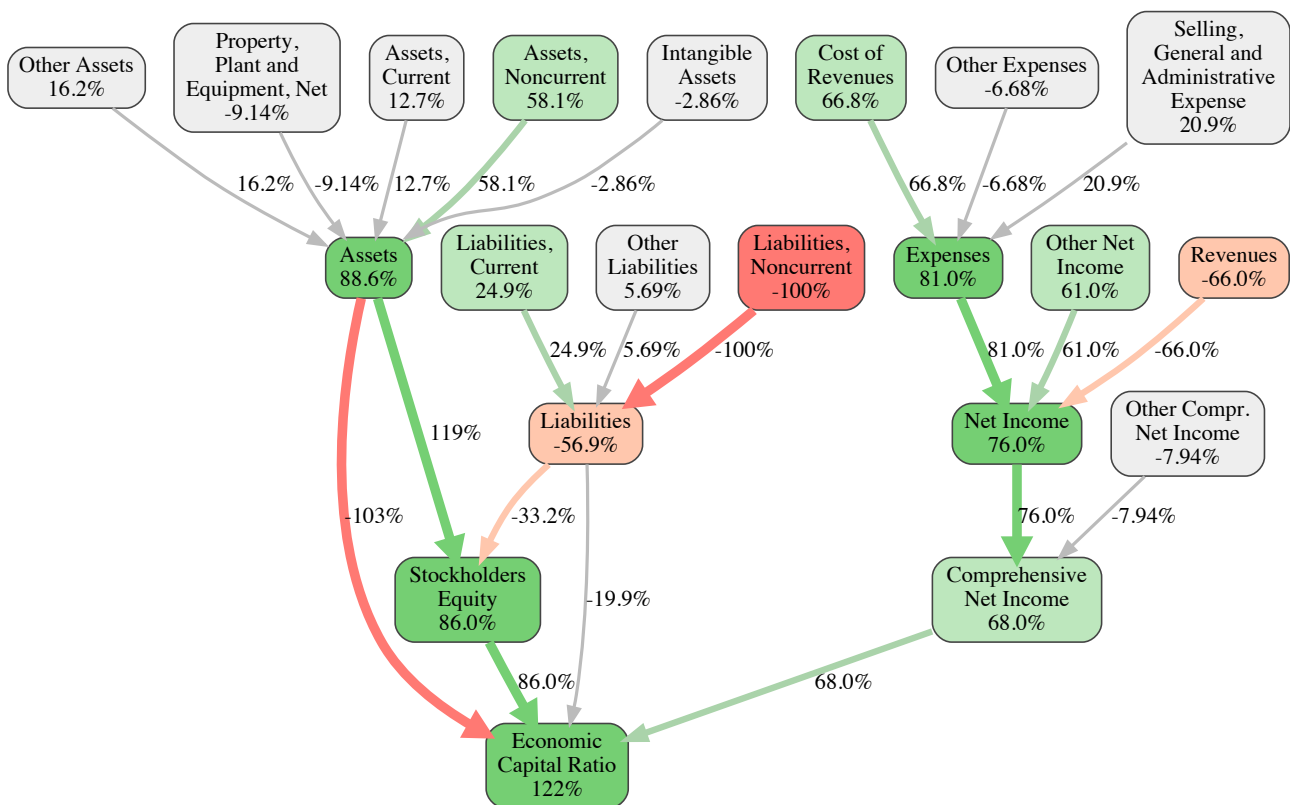 Other Assets
16.2%
Property,
Plant and
Equipment, Net
-9.14%
Assets,
Current
12.7%
Assets,
Noncurrent
58.1%
Intangible
Assets
-2.86%
Cost of
Revenues
66.8%
Other Expenses
-6.68%
Selling,
General and
Administrative
Expense
20.9%
16.2%
-9.14%
12.7%
58.1%
-2.86%
66.8%
-6.68%
20.9%
Assets
88.6%
Liabilities,
Current
24.9%
Other
Liabilities
5.69%
Liabilities,
Noncurrent
-100%
Expenses
81.0%
Other Net
Income
61.0%
Revenues
-66.0%
24.9%
5.69%
-100%
81.0%
61.0%
-66.0%
119%
Liabilities
-56.9%
Net Income
76.0%
Other Compr.
Net Income
-7.94%
-103%
-33.2%
76.0%
-7.94%
Stockholders
Equity
86.0%
-19.9%
Comprehensive
Net Income
68.0%
86.0%
68.0%
Economic
Capital Ratio
122%